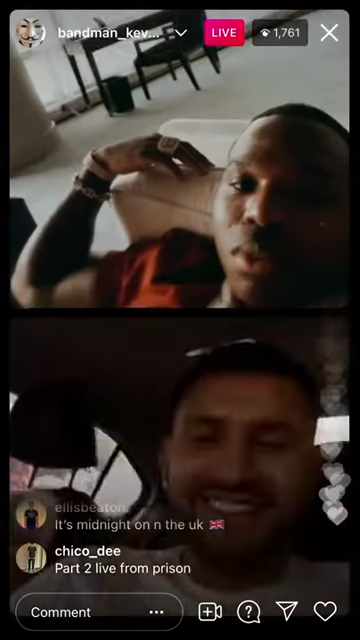 bandman_kev...
LIVE
1,761
ellisbeaton
It's midnight on n the uk 🇬🇧
chico_dee
Part 2 live from prison
Comment